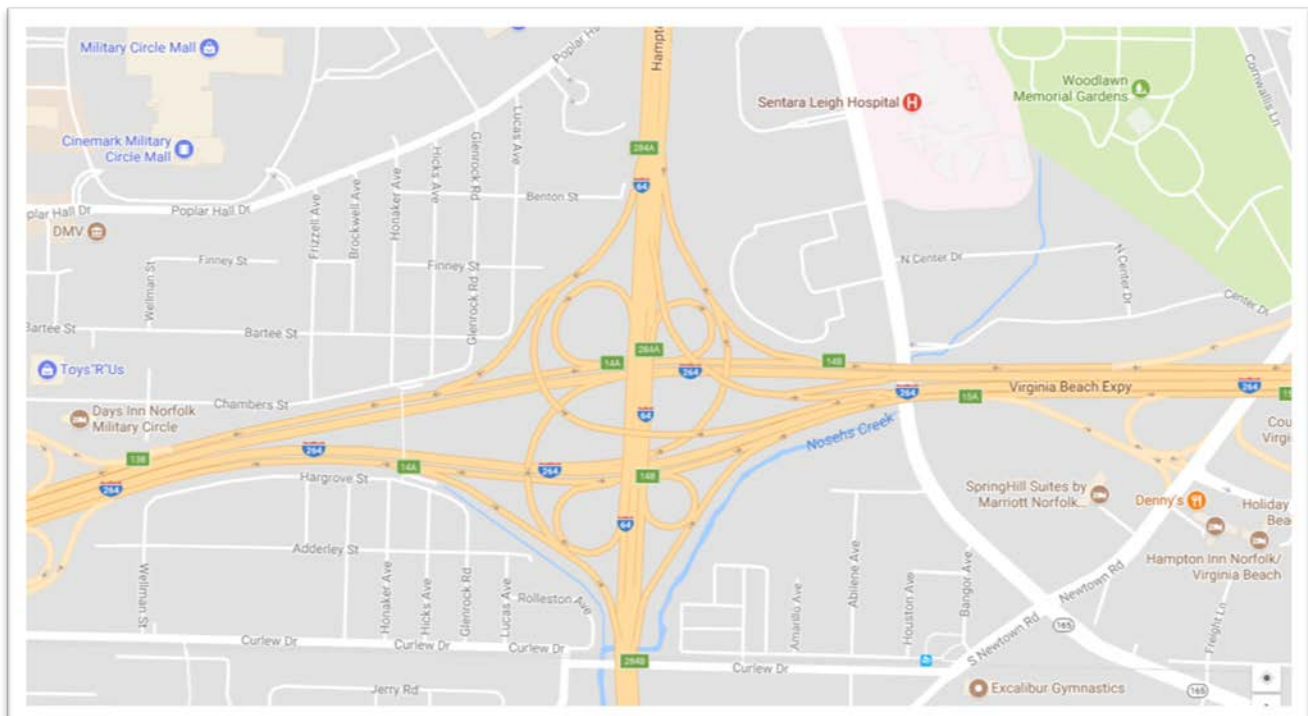 Military Circle Mall
Cinemark Military
Circle Mall
Poplar Hall Dr
DMV
Finney St
Wellman St
Bartee St
Toys"R"Us
Days Inn Norfolk
Military Circle
Chambers St
Bartee St
Frizzell Ave
Brockwell Ave
Honaker Ave
Hicks Ave
Finney St
Glenrock Rd
Glenrock Rd
Lucas Ave
Benton St
284A
64
14A
284A
264
14B
64
Sentara Leigh Hospital
H
Woodlawn
Memorial Gardens
Cornwallis Ln
N Center Dr
N Center Dr
Center Dr
Virginia Beach Expy
264
264
15A
Nosehs Creek
13B
264
264
14A
264
14B
64
Hargrove St
Adderley St
Wellman St
Honaker Ave
Hicks Ave
Glenrock Rd
Lucas Ave
Rolleston Ave
Curlew Dr
Curlew Dr
Curlew Dr
Jerry Rd
284B
Curlew Dr
Amarillo Ave
Abilene Ave
Houston Ave
Bangor Ave
SpringHill Suites by
Marriott Norfolk...
Denny's
Holiday
Hampton Inn Norfolk/
Virginia Beach
Newtown Rd
S Newtown Rd
165
Freight Ln
165
Excalibur Gymnastics